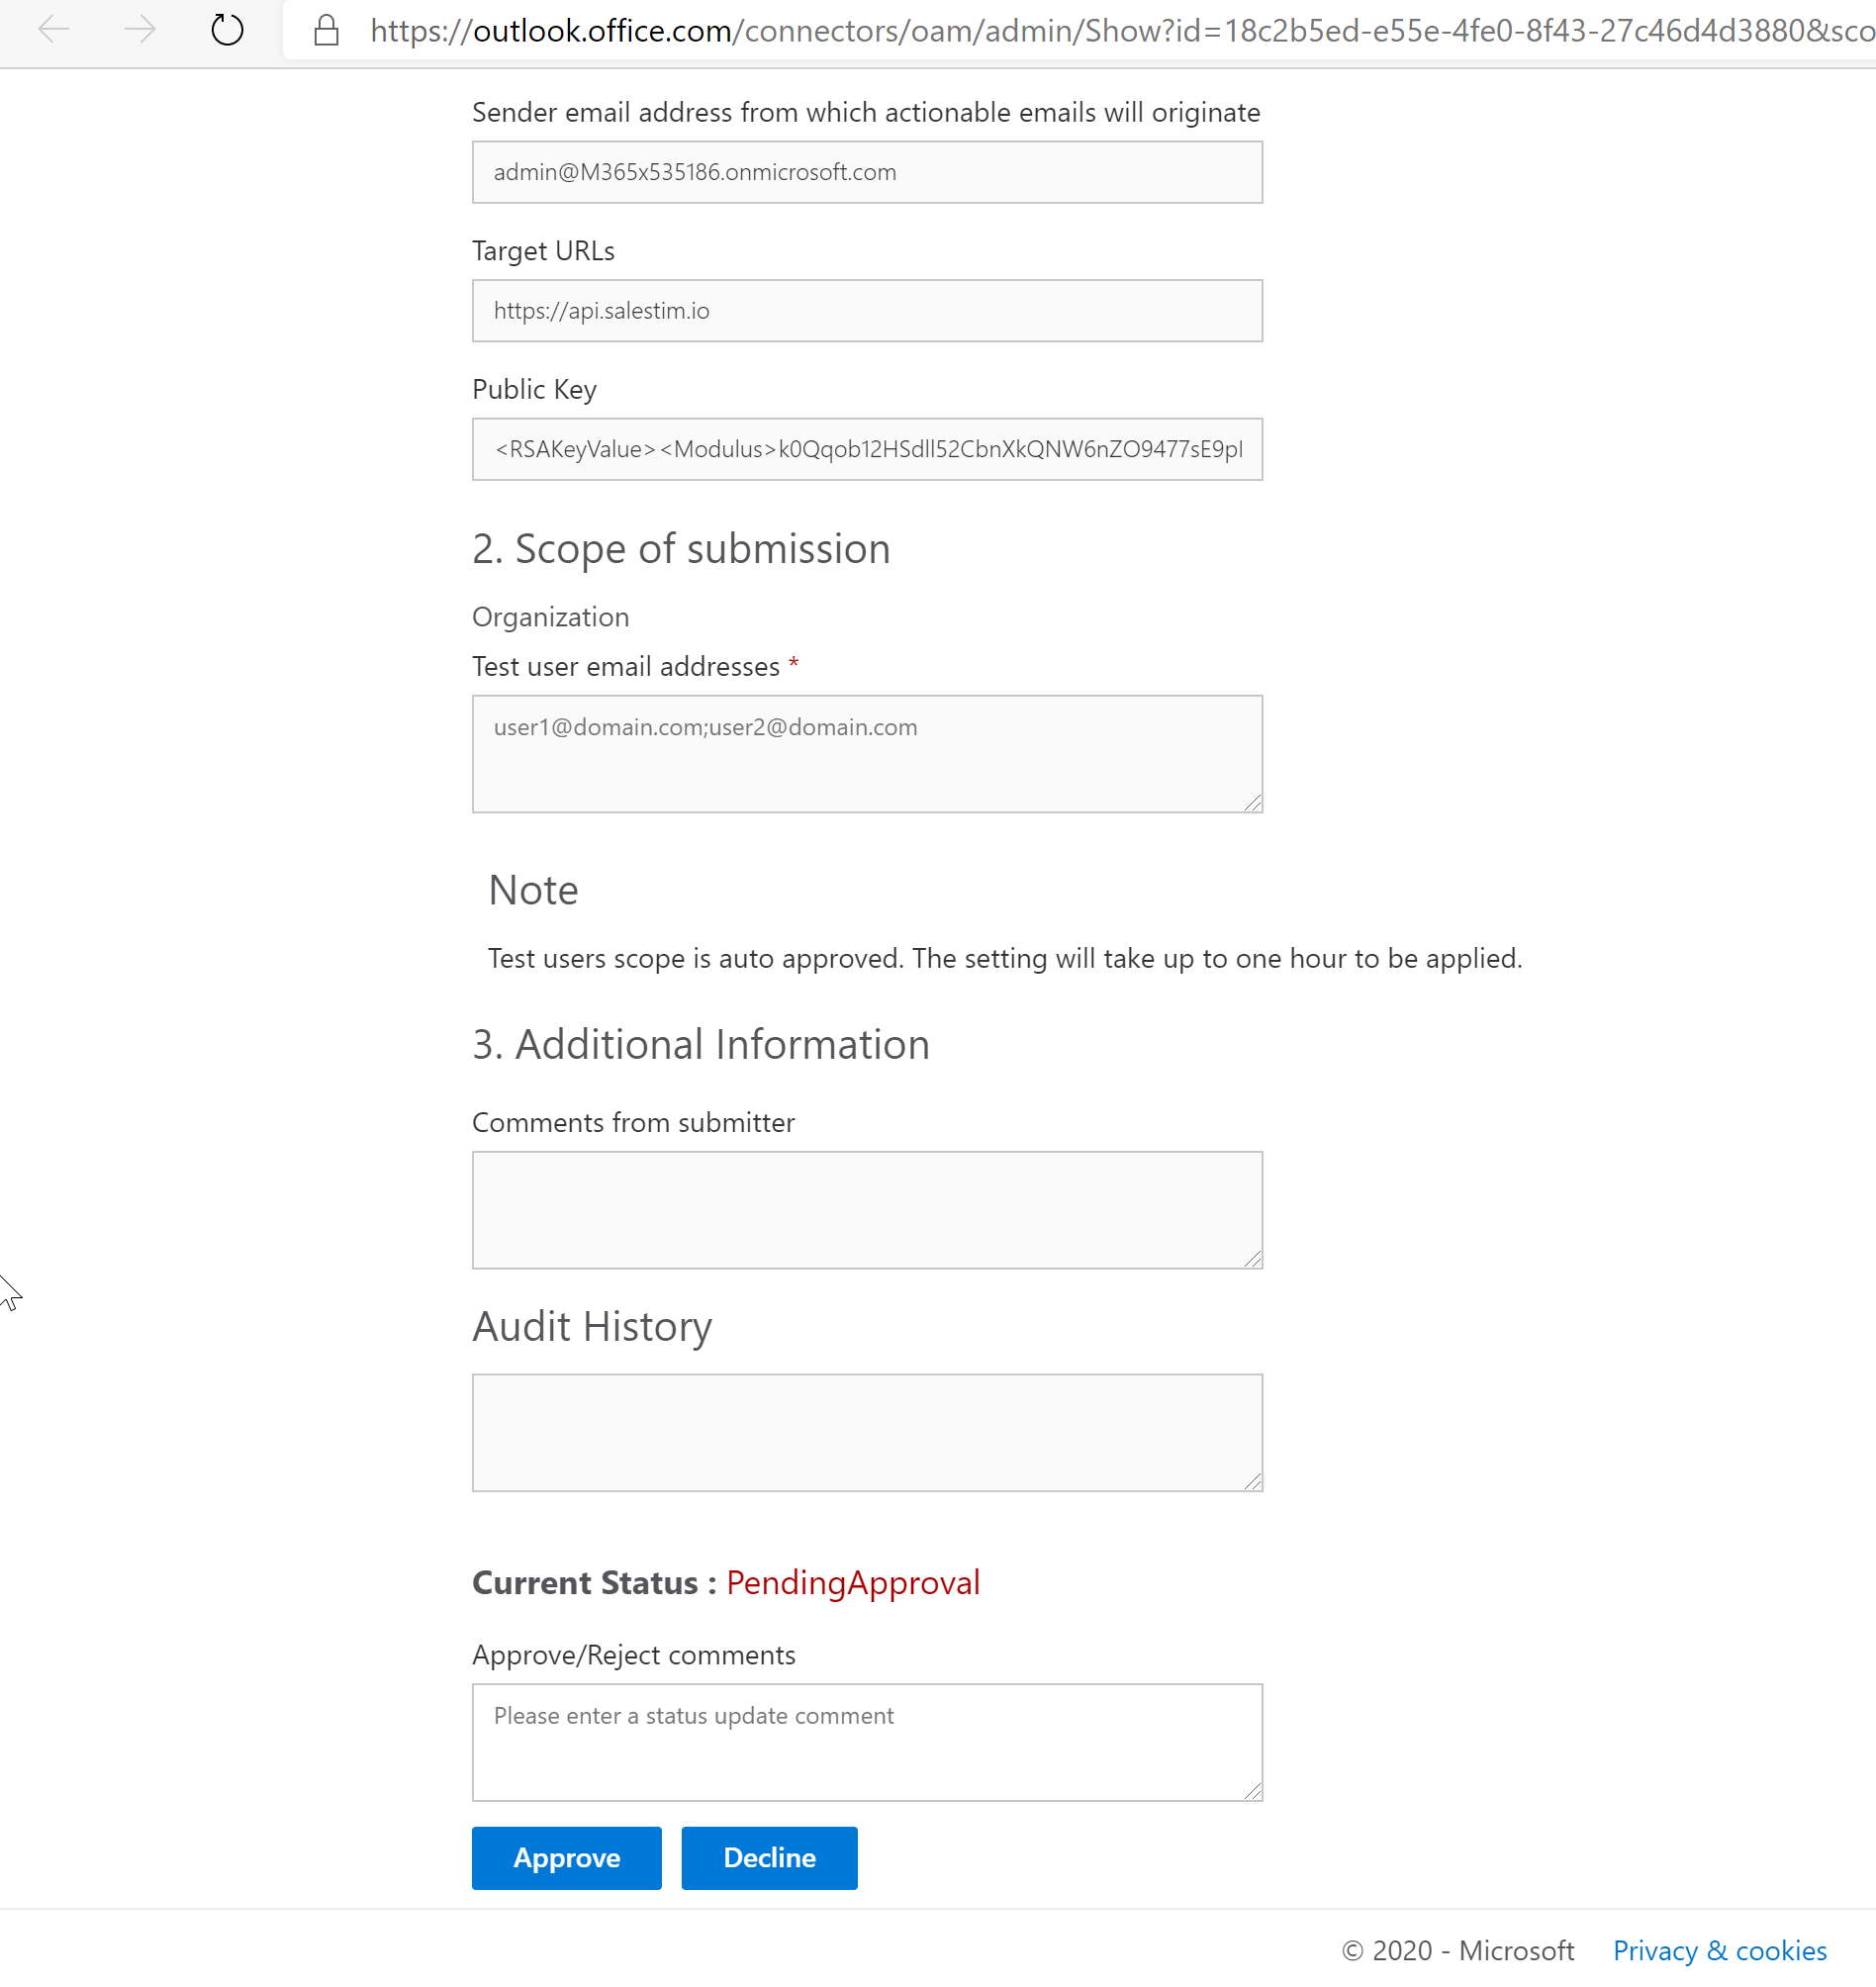 https://outlook.office.com/connectors/oam/admin/Show?id=18c2b5ed-e55e-4fe0-8f43-27c46d4d3880&sco
Sender email address from which actionable emails will originate
admin@M365x535186.onmicrosoft.com
Target URLs
https://api.salestim.io
Public Key
<RSAKeyValue><Modulus>k0Qqob12HSdll52CbnXkQNW6nZO9477sE9pI
2. Scope of submission
Organization
Test user email addresses *
user1@domain.com;user2@domain.com
Note
Test users scope is auto approved. The setting will take up to one hour to be applied.
3. Additional Information
Comments from submitter
Audit History
Current Status : PendingApproval
Approve/Reject comments
Please enter a status update comment
Approve Decline
© 2020 - Microsoft Privacy & cookies